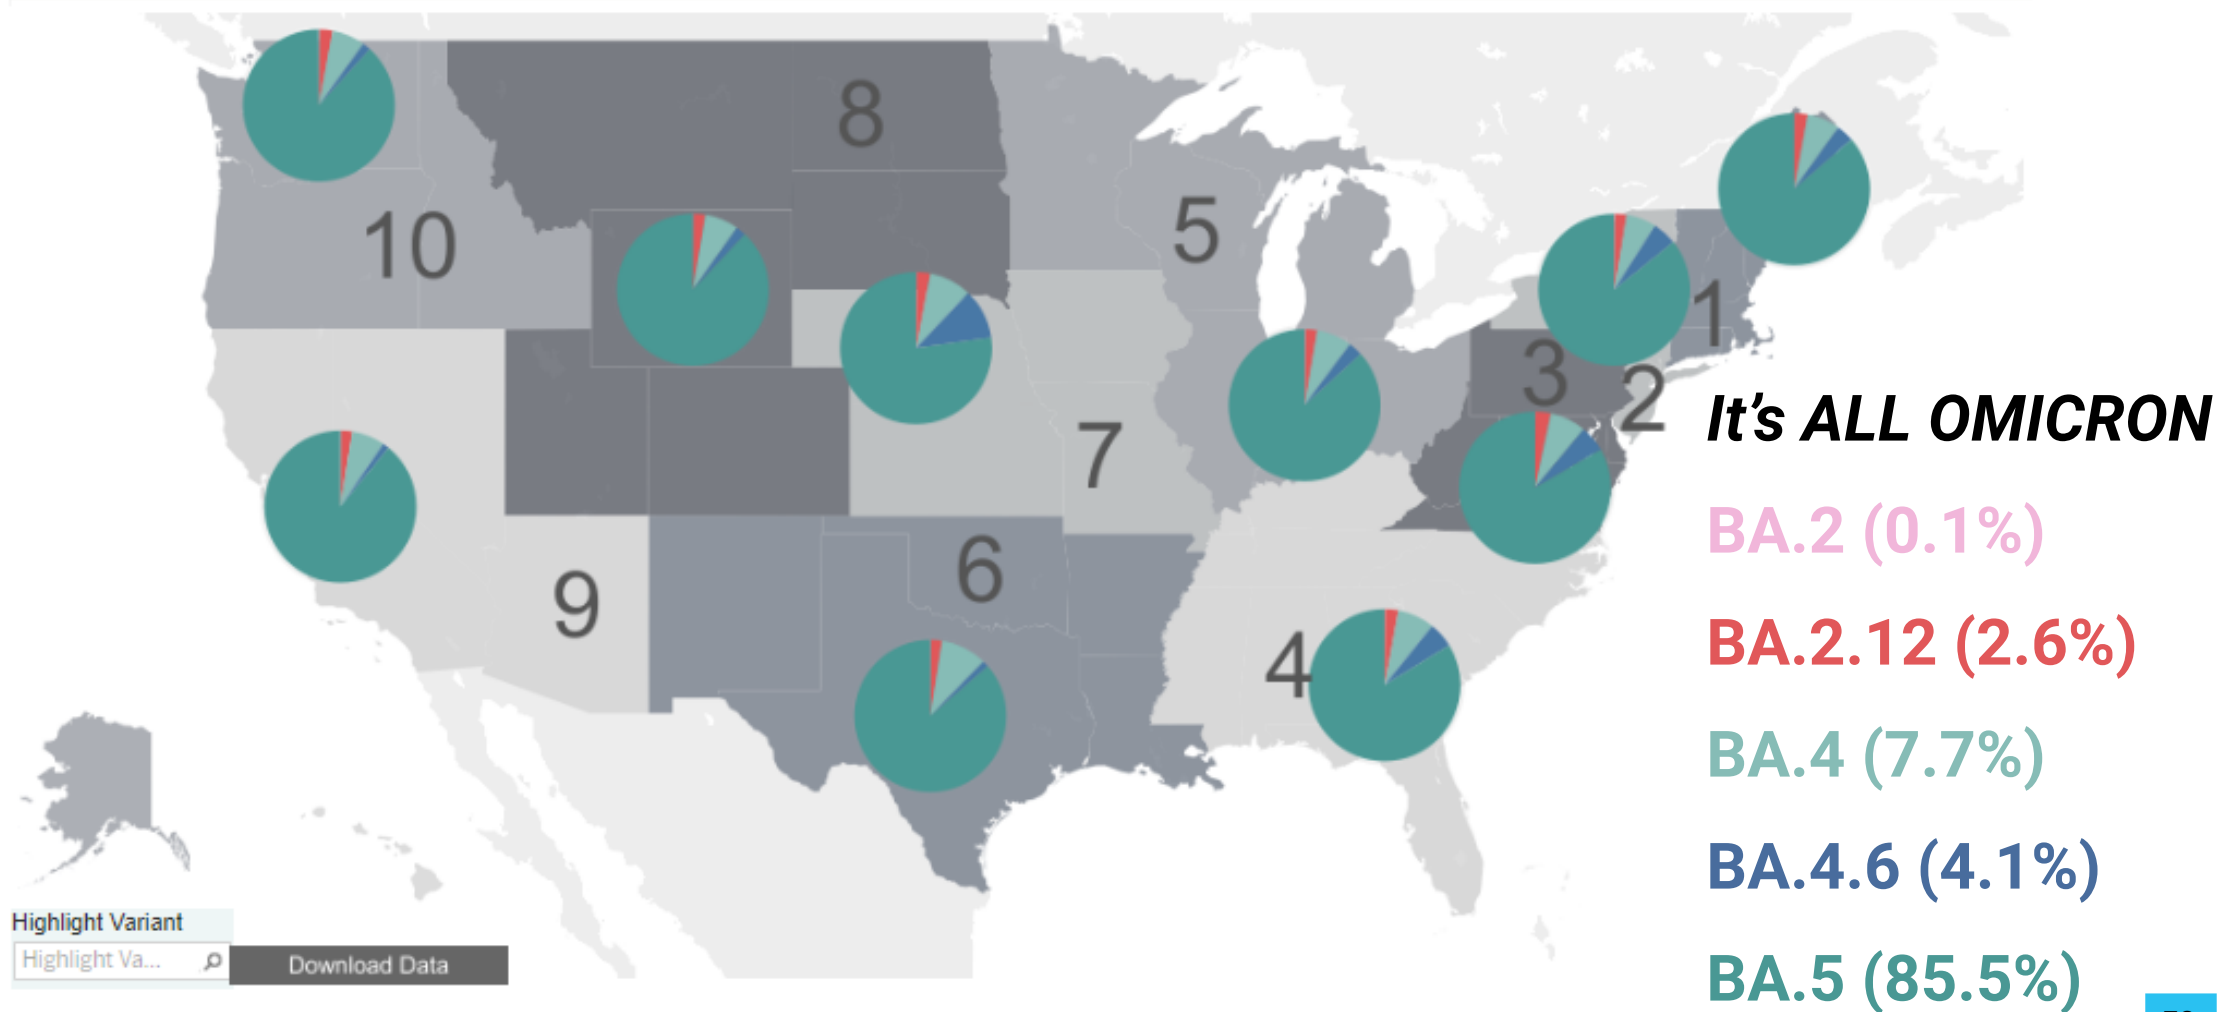 8
10
5
1
3
2
7
6
9
4
It's ALL OMICRON
BA.2 (0.1%)
BA.2.12 (2.6%)
BA.4 (7.7%)
BA.4.6 (4.1%)
BA.5 (85.5%)
Highlight Variant
Highlight Va...
Download Data